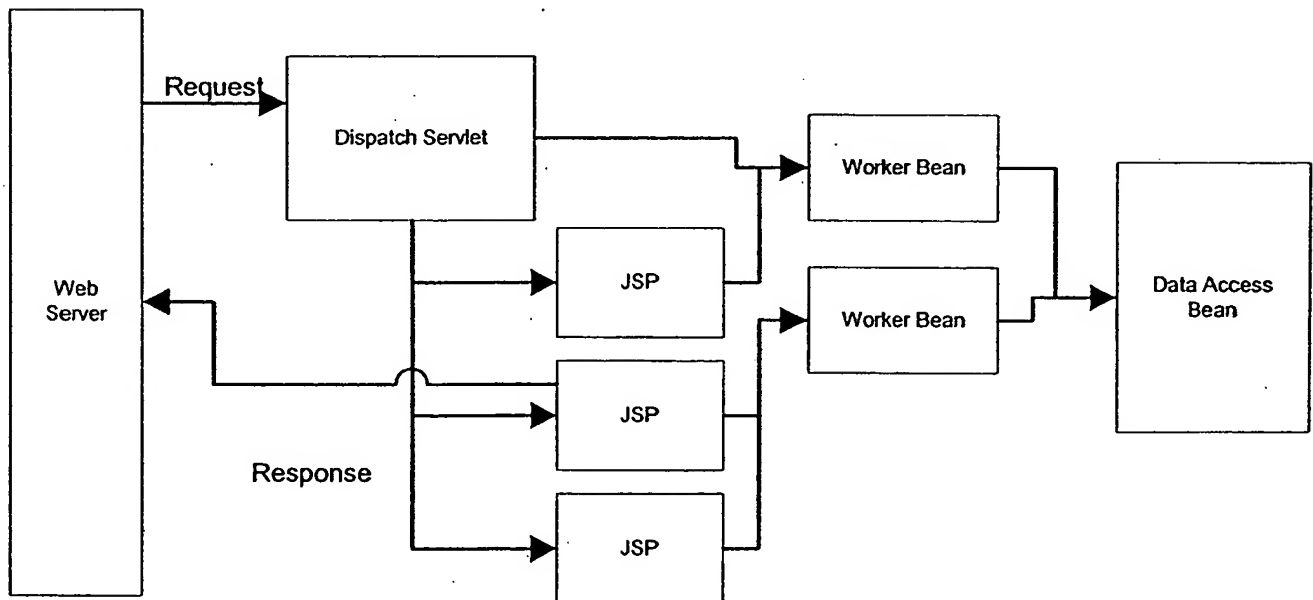 Request
Dispatch Servlet
Worker Bean
JSP
Web
Server
Worker Bean
Data Access
Bean
JSP
Response
JSP